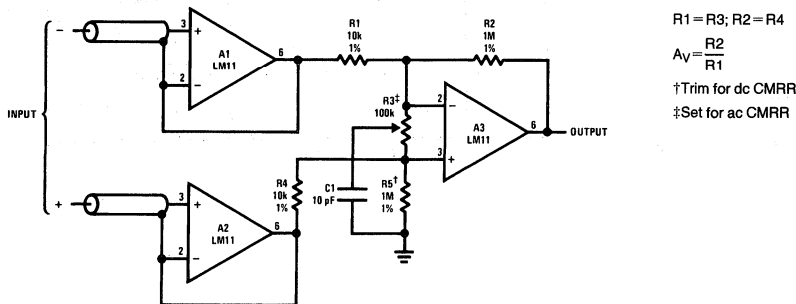 INPUT
−
+
3
2
+
−
A1
LM11
6
R1
10k
1%
R2
1M
1%
R3‡
100k
2
3
−
+
A3
LM11
6
OUTPUT
R4
10k
1%
C1
10 pF
R5†
1M
1%
3
2
+
−
A2
LM11
6
R1 = R3; R2 = R4
AV = R2
R1
†Trim for dc CMRR
‡Set for ac CMRR